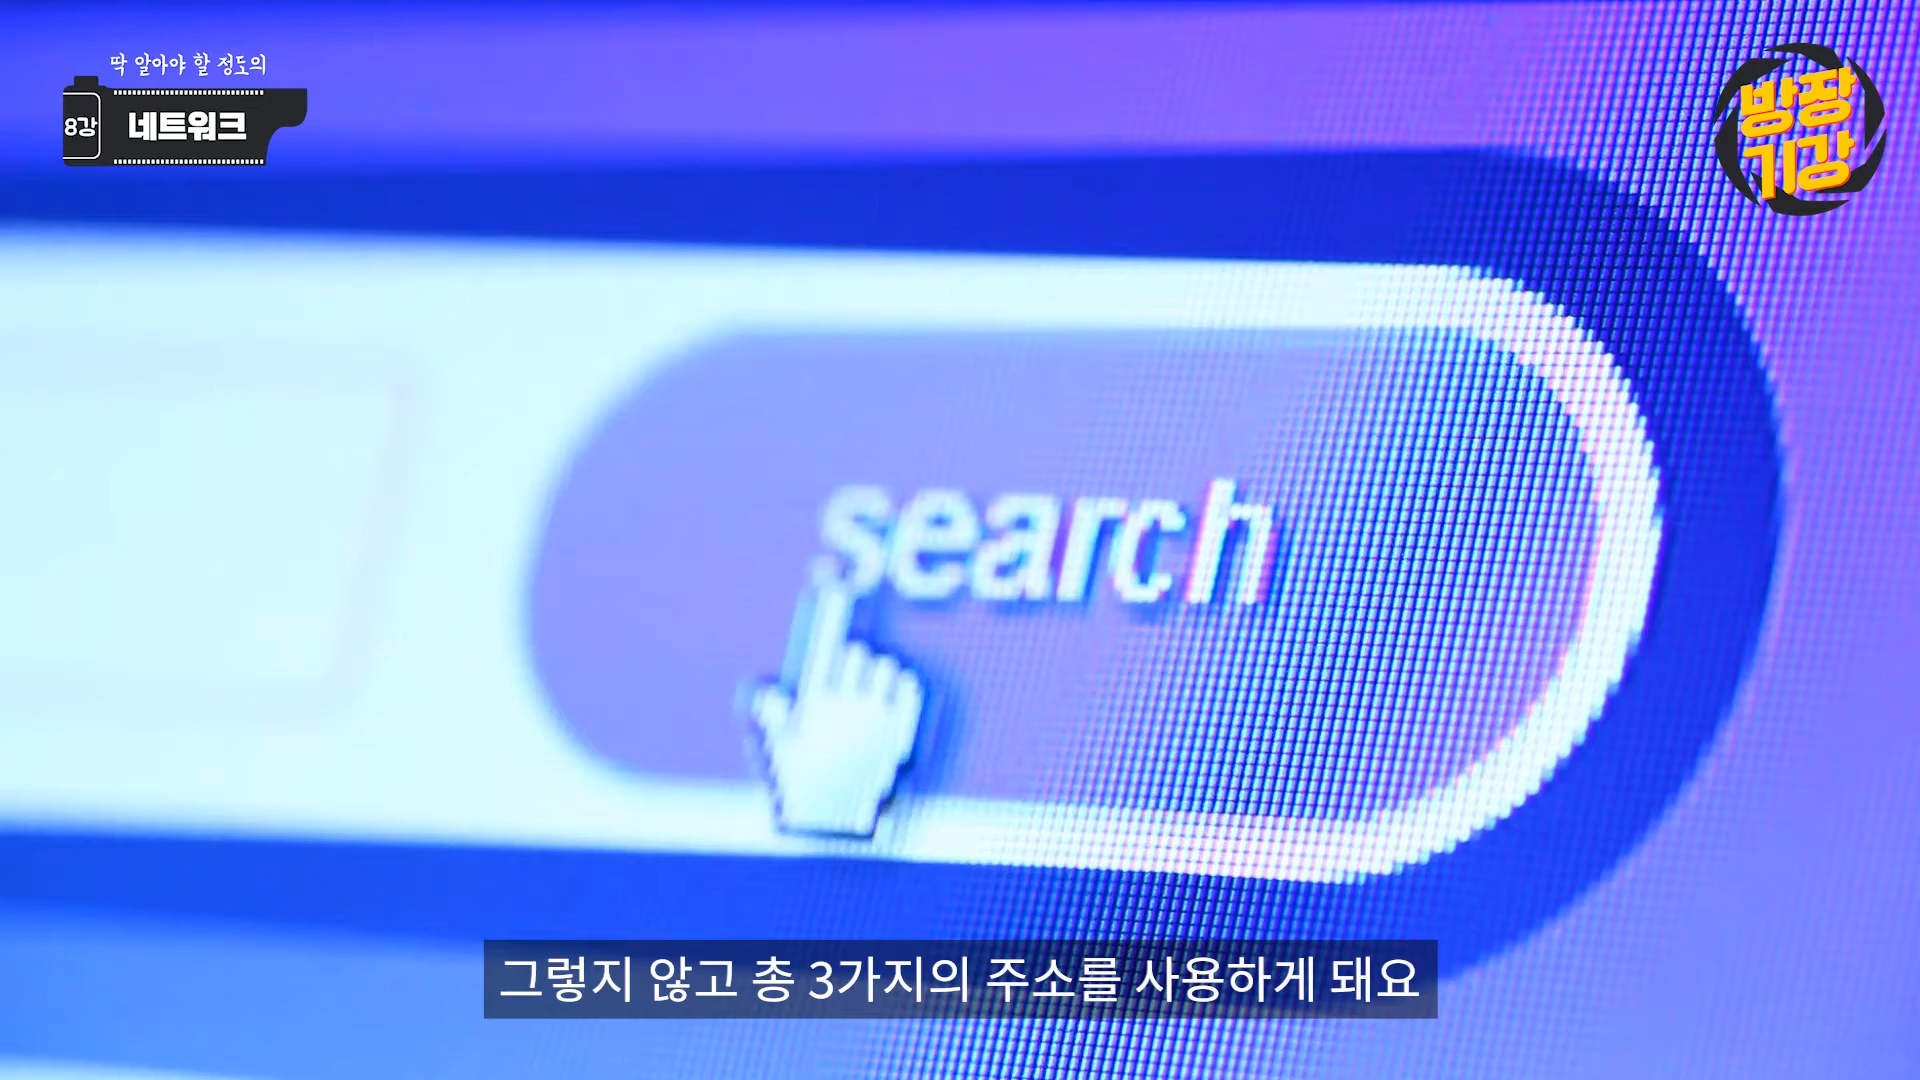 딱 알아야 할 정도의
8강 네트워크
방장
기강
search
그렇지 않고 총 3가지의 주소를 사용하게 돼요